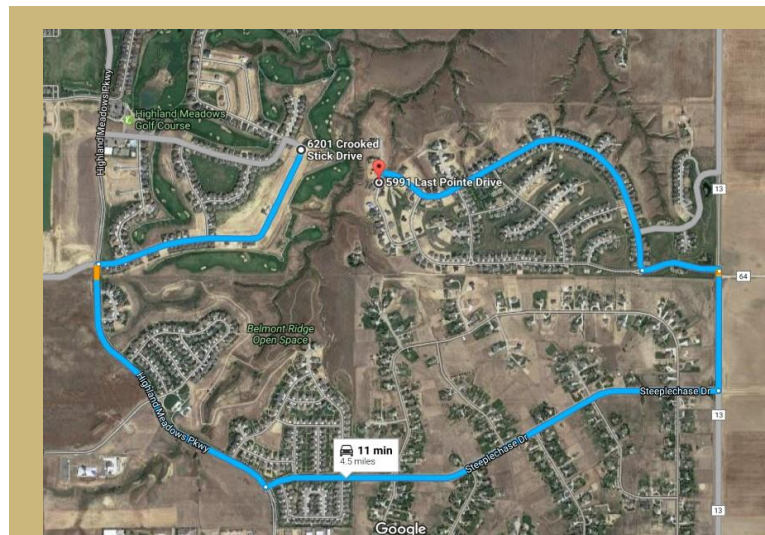 Highland Meadows Pkwy
Highland Meadows
Golf Course
6201 Crooked
Stick Drive
5991 Last Pointe Drive
13
64
Belmont Ridge
Open Space
Highland Meadows Pkwy
Steeplechase Dr
13
11 min
4.5 miles
Steeplechase Dr
13
Google